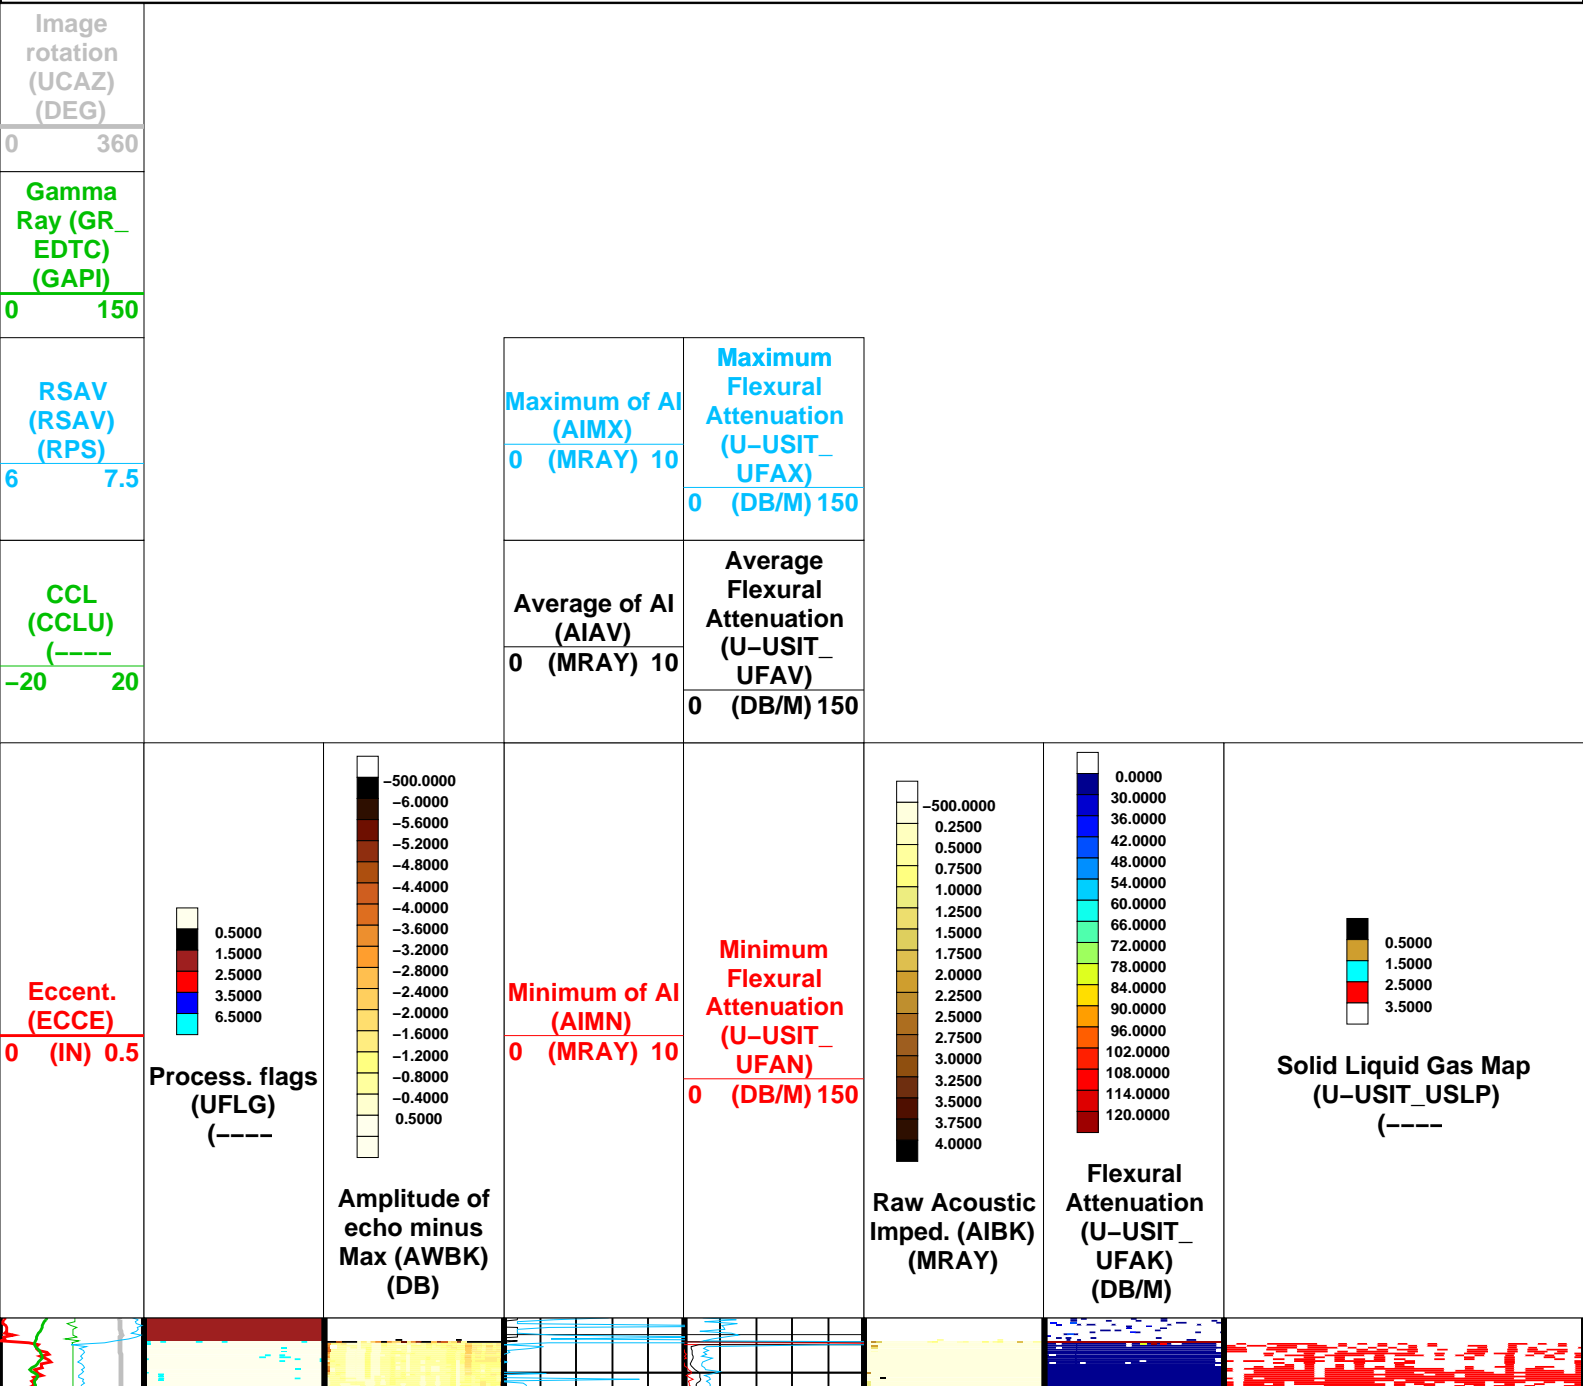 Image
rotation
(UCAZ)
(DEG)
0 360
Gamma
Ray (GR_
EDTC)
(GAPI)
0 150
RSAV
(RSAV)
(RPS)
6 7.5
Maximum of AI
(AIMX)
0 (MRAY) 10
Maximum
Flexural
Attenuation
(U–USIT_
UFAX)
0 (DB/M) 150
CCL
(CCLU)
(––––
–20 20
Average of AI
(AIAV)
0 (MRAY) 10
Average
Flexural
Attenuation
(U–USIT_
UFAV)
0 (DB/M) 150
Eccent.
(ECCE)
0 (IN) 0.5
0.5000
1.5000
2.5000
3.5000
6.5000
Process. flags
(UFLG)
(––––
–500.0000
–6.0000
–5.6000
–5.2000
–4.8000
–4.4000
–4.0000
–3.6000
–3.2000
–2.8000
–2.4000
–2.0000
–1.6000
–1.2000
–0.8000
–0.4000
0.5000
Amplitude of
echo minus
Max (AWBK)
(DB)
Minimum of AI
(AIMN)
0 (MRAY) 10
Minimum
Flexural
Attenuation
(U–USIT_
UFAN)
0 (DB/M) 150
–500.0000
0.2500
0.5000
0.7500
1.0000
1.2500
1.5000
1.7500
2.0000
2.2500
2.5000
2.7500
3.0000
3.2500
3.5000
3.7500
4.0000
Raw Acoustic
Imped. (AIBK)
(MRAY)
0.0000
30.0000
36.0000
42.0000
48.0000
54.0000
60.0000
66.0000
72.0000
78.0000
84.0000
90.0000
96.0000
102.0000
108.0000
114.0000
120.0000
Flexural
Attenuation
(U–USIT_
UFAK)
(DB/M)
0.5000
1.5000
2.5000
3.5000
Solid Liquid Gas Map
(U–USIT_USLP)
(––––